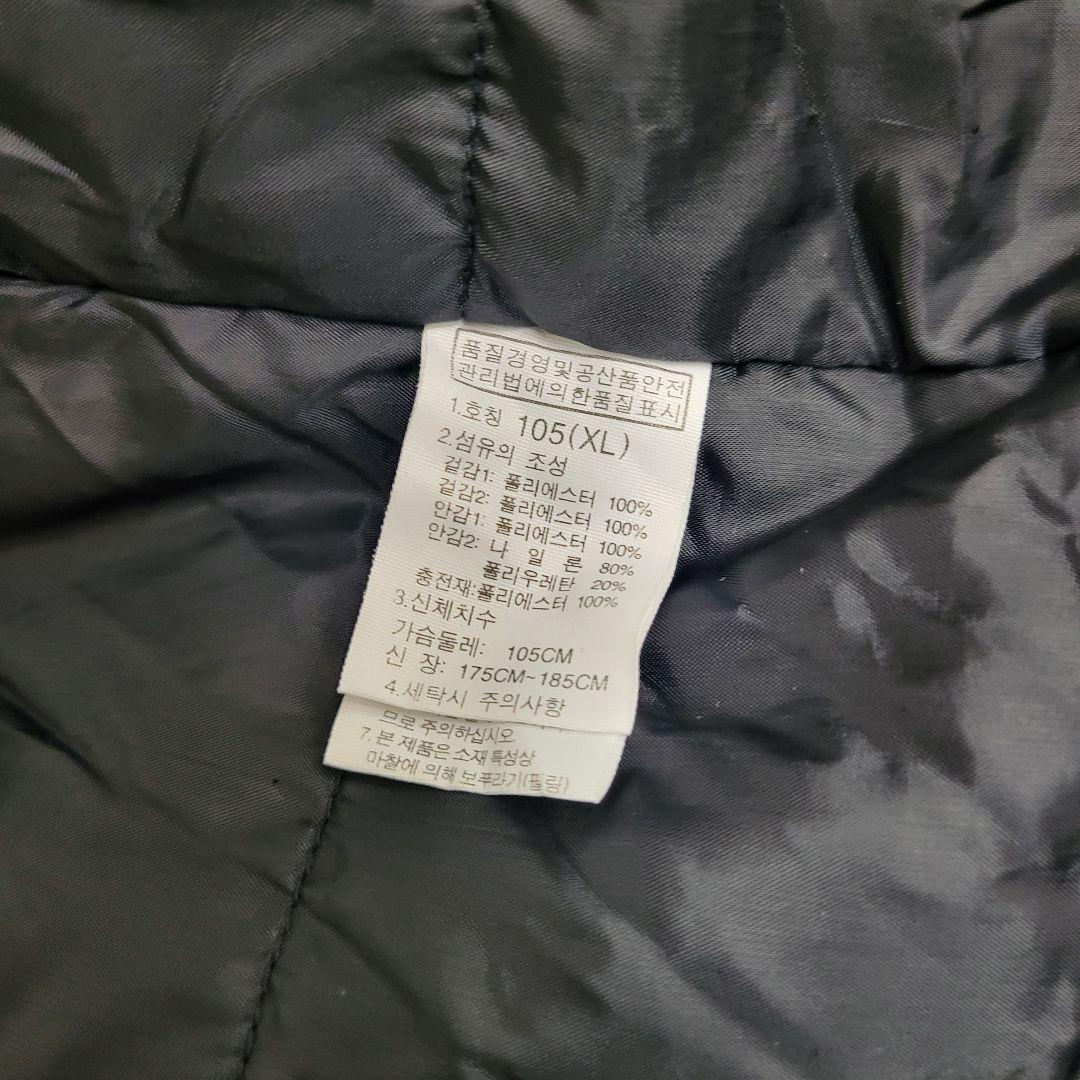 품질경영및공산품안전
관리법에의한품질표시
1.호칭 105(XL)
2.섬유의 조성
겉감1: 폴리에스터 100%
겉감2: 폴리에스터 100%
안감1: 폴리에스터 100%
안감2: 나 일 론 80%
폴리우레탄 20%
충전재:폴리에스터 100%
3.신체치수
가슴둘레: 105CM
신 장: 175CM~185CM
4.세탁시 주의사항
므로 주의하십시오
7. 본 제품은 소재 특성상
마찰에 의해 보푸라기(필링)